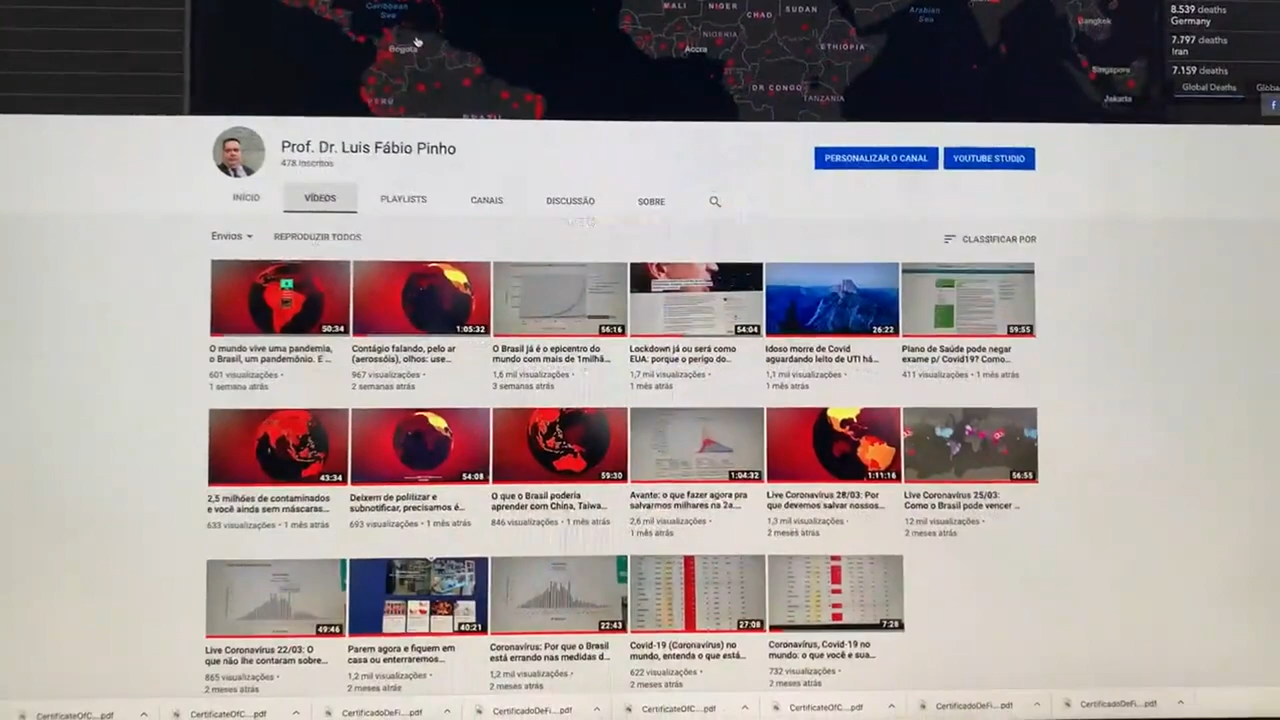 Caribbean
Sea
MALI
NIGER
CHAD
SUDAN
Arabian
Sea
NIGERIA
Bogota
Accra
ETHIOPIA
DR CONGO
TANZANIA
PERÚ
BRAZIL
Bangkok
Singapore
Jakarta
8.539 deaths
Germany
7.797 deaths
Iran
7.159 deaths
Global Deaths
Prof. Dr. Luis Fábio Pinho
478 inscritos
PERSONALIZAR O CANAL
YOUTUBE STUDIO
INÍCIO
VÍDEOS
PLAYLISTS
CANAIS
DISCUSSÃO
SOBRE
Envios
REPRODUZIR TODOS
CLASSIFICAR POR
50:34
1:05:32
56:16
54:04
26:22
59:55
O mundo vive uma pandemia,
o Brasil, um pandemônio. E ...
601 visualizações •
1 semana atrás
Contágio falando, pelo ar
(aerossóis), olhos: use...
967 visualizações •
2 semanas atrás
O Brasil já é o epicentro do
mundo com mais de 1milhã...
1,6 mil visualizações •
3 semanas atrás
Lockdown já ou será como
EUA: porque o perigo do...
1,7 mil visualizações •
1 mês atrás
Idoso morre de Covid
aguardando leito de UTI há...
1,1 mil visualizações •
1 mês atrás
Plano de Saúde pode negar
exame p/ Covid19? Como...
411 visualizações • 1 mês atrás
43:34
54:08
59:30
1:04:32
1:11:16
56:55
2,5 milhões de contaminados
e você ainda sem máscaras...
633 visualizações • 1 mês atrás
Deixem de politizar e
subnotificar, precisamos é...
693 visualizações • 1 mês atrás
O que o Brasil poderia
aprender com China, Taiwa...
846 visualizações • 1 mês atrás
Avante: o que fazer agora pra
salvarmos milhares na 2a...
2,6 mil visualizações •
1 mês atrás
Live Coronavírus 28/03: Por
que devemos salvar nossos...
1,3 mil visualizações •
2 meses atrás
Live Coronavirus 25/03:
Como o Brasil pode vencer ...
12 mil visualizações •
2 meses atrás
49:46
40:21
22:43
27:08
7:28
Live Coronavírus 22/03: O
que não lhe contaram sobre...
865 visualizações •
2 meses atrás
Parem agora e fiquem em
casa ou enterraremos...
1,2 mil visualizações •
2 meses atrás
Coronavírus: Por que o Brasil
está errando nas medidas d...
1,2 mil visualizações •
2 meses atrás
Covid-19 (Coronavírus) no
mundo, entenda o que está...
622 visualizações •
2 meses atrás
Coronavírus, Covid-19 no
mundo: o que você e sua...
732 visualizações •
2 meses atrás
CertificateOfC....pdf
CertificateOfC....pdf
CertificadoDeFi....pdf
CertificadoDeFi....pdf
CertificateOfC....pdf
CertificateOfC....pdf
CertificadoDeFi....pdf
CertificadoDeFi....pdf